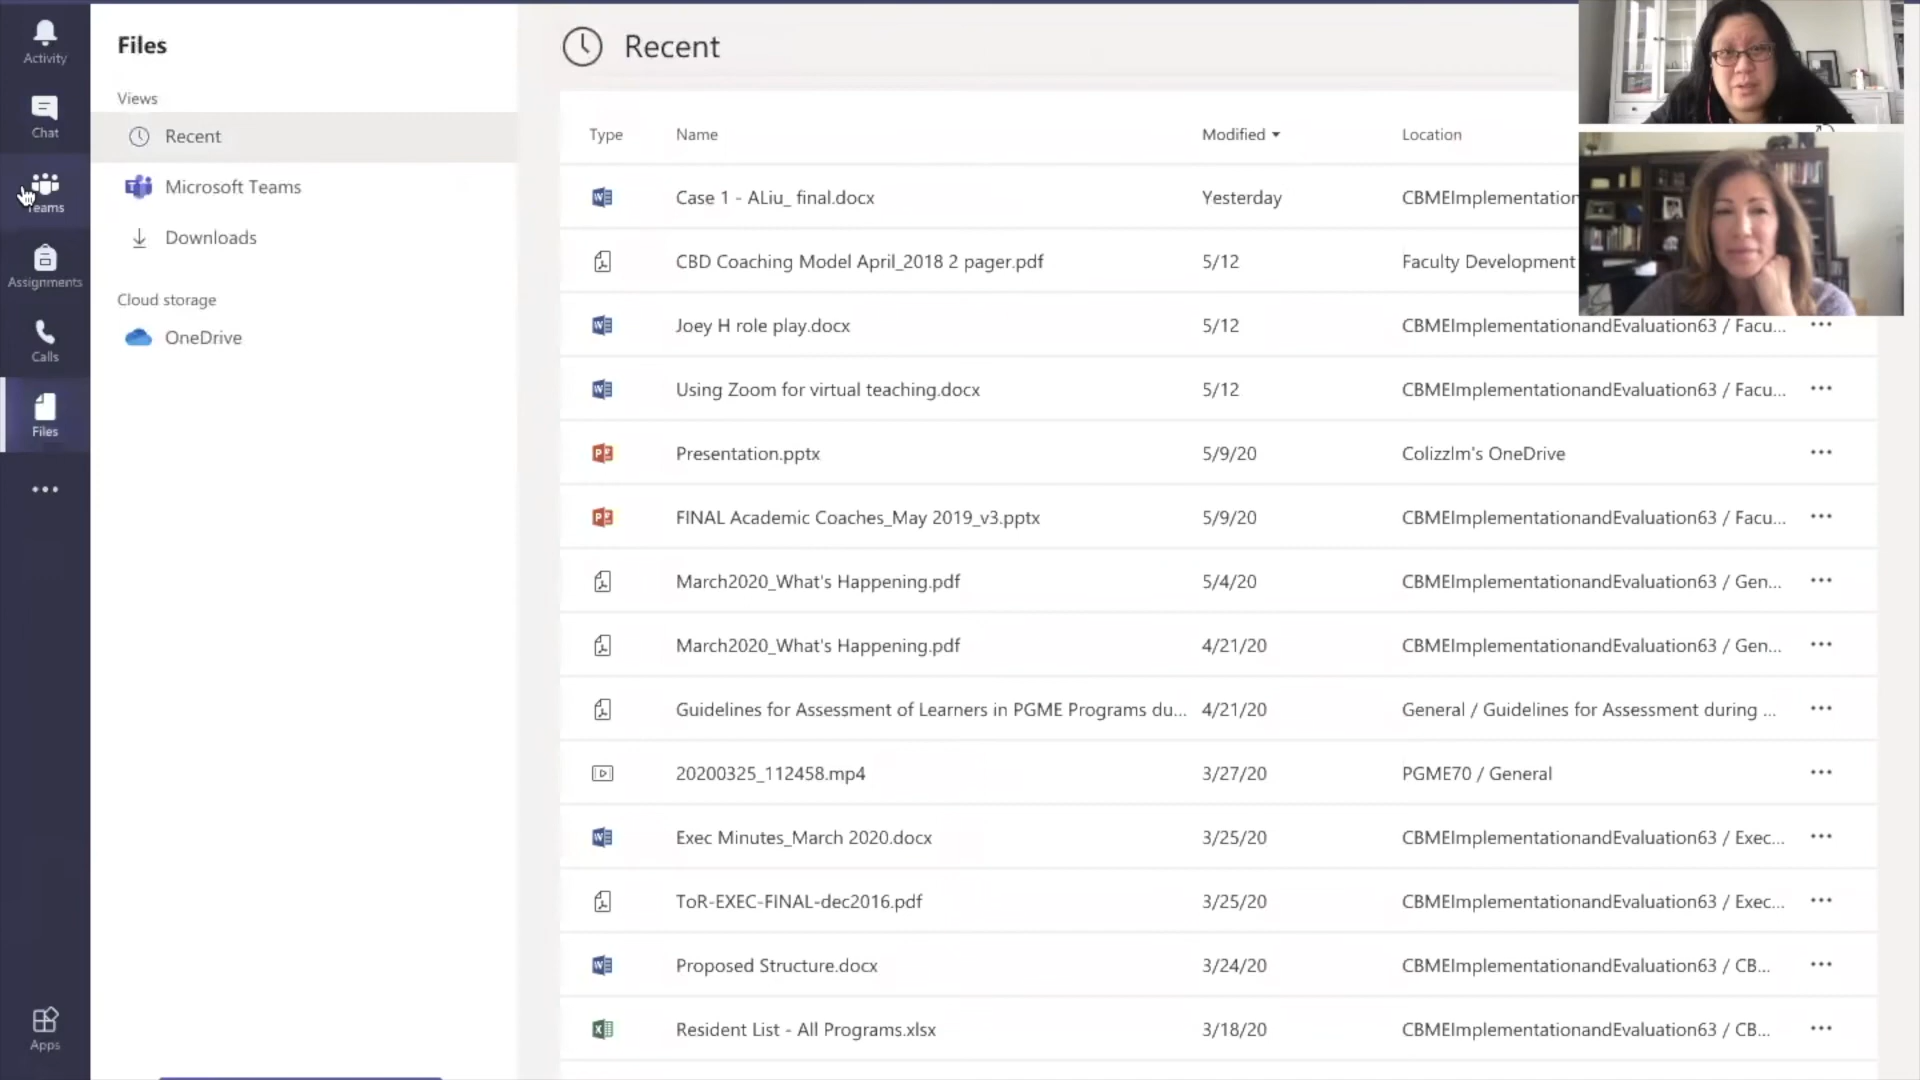 Activity
Chat
Teams
Assignments
Calls
Files
Apps
Files
Views
Recent
Microsoft Teams
Downloads
Cloud storage
OneDrive
Recent
Type Name Modified Location
Case 1 - ALiu_ final.docx Yesterday CBMEImplementation
CBD Coaching Model April_2018 2 pager.pdf 5/12 Faculty Development
Joey H role play.docx 5/12 CBMEImplementationandEvaluation63 / Facu...
Using Zoom for virtual teaching.docx 5/12 CBMEImplementationandEvaluation63 / Facu...
Presentation.pptx 5/9/20 Colizzlm's OneDrive
FINAL Academic Coaches_May 2019_v3.pptx 5/9/20 CBMEImplementationandEvaluation63 / Facu...
March2020_What's Happening.pdf 5/4/20 CBMEImplementationandEvaluation63 / Gen...
March2020_What's Happening.pdf 4/21/20 CBMEImplementationandEvaluation63 / Gen...
Guidelines for Assessment of Learners in PGME Programs du... 4/21/20 General / Guidelines for Assessment during ...
20200325_112458.mp4 3/27/20 PGME70 / General
Exec Minutes_March 2020.docx 3/25/20 CBMEImplementationandEvaluation63 / Exec...
ToR-EXEC-FINAL-dec2016.pdf 3/25/20 CBMEImplementationandEvaluation63 / Exec...
Proposed Structure.docx 3/24/20 CBMEImplementationandEvaluation63 / CB...
Resident List - All Programs.xlsx 3/18/20 CBMEImplementationandEvaluation63 / CB...